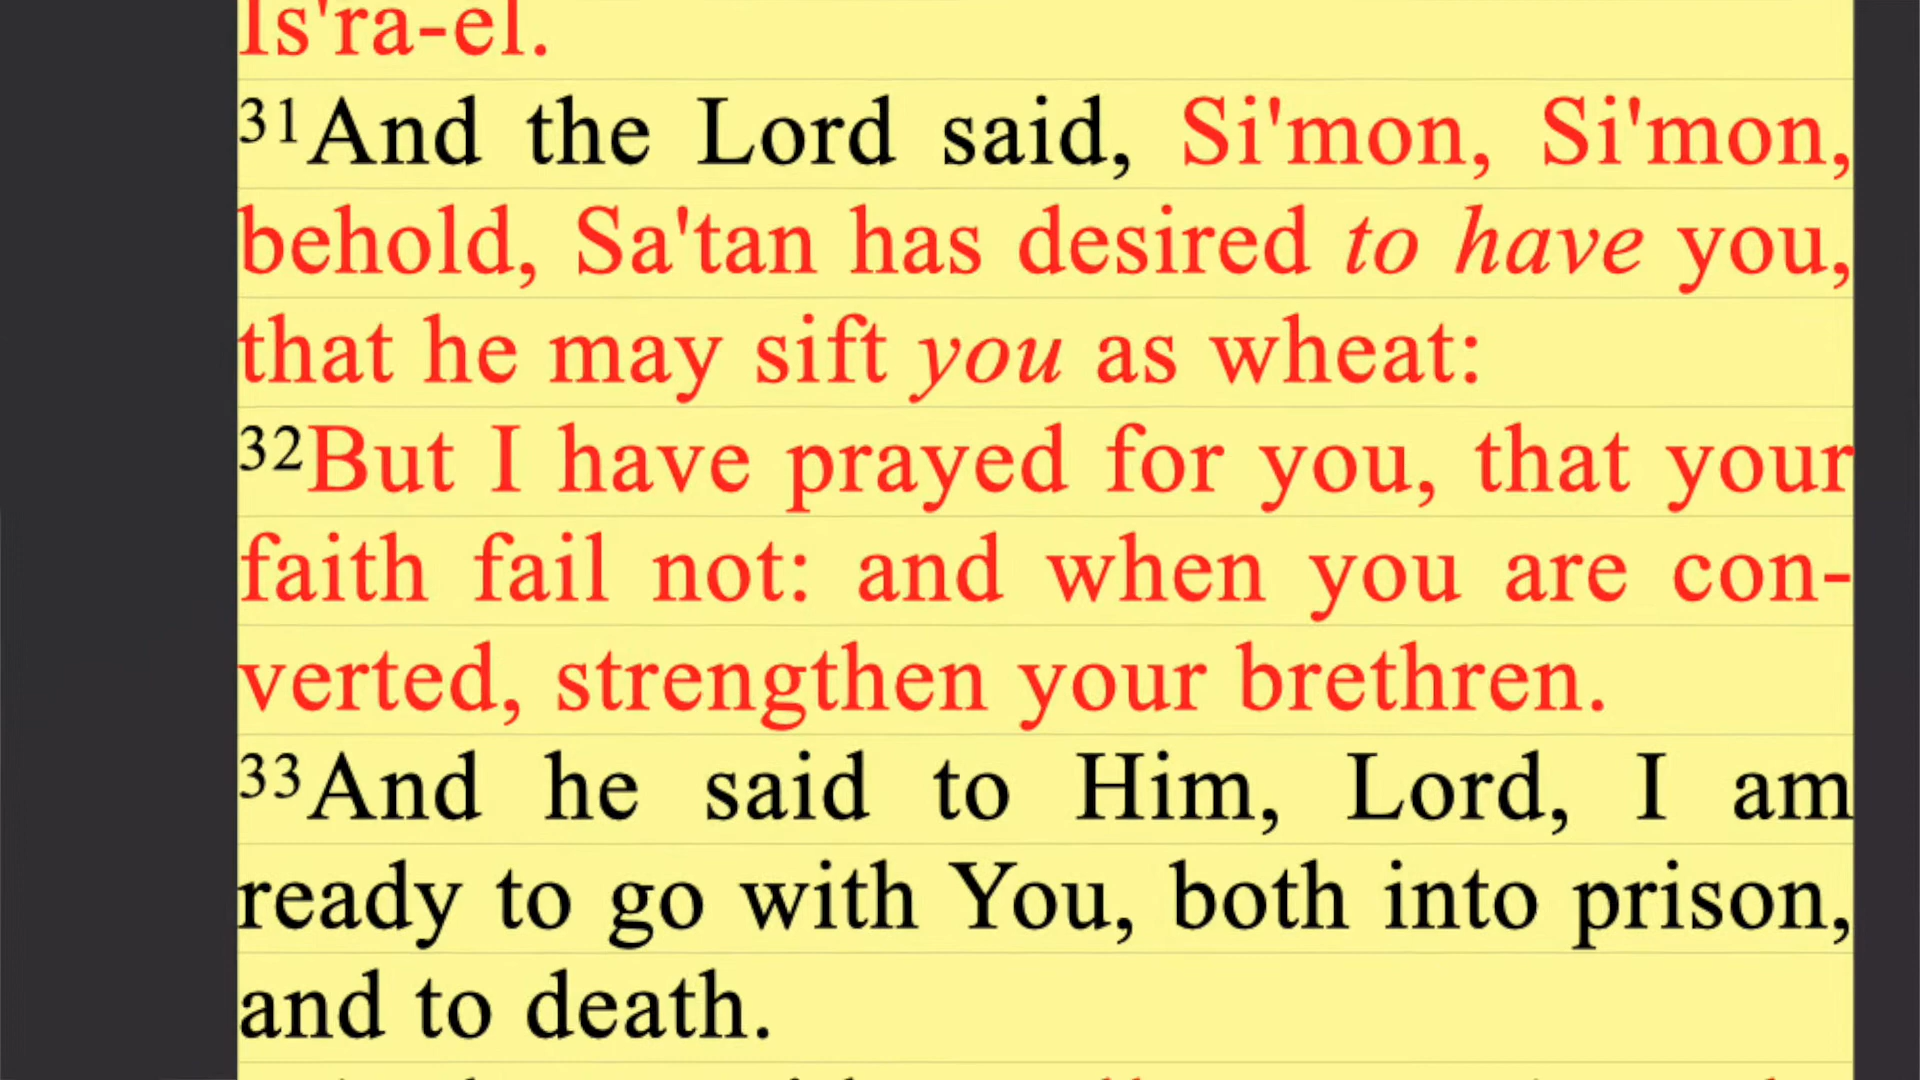 Is'ra-el.
31And the Lord said, Si'mon, Si'mon,
behold, Sa'tan has desired to have you,
that he may sift you as wheat:
32But I have prayed for you, that your
faith fail not: and when you are con-
verted, strengthen your brethren.
33And he said to Him, Lord, I am
ready to go with You, both into prison,
and to death.